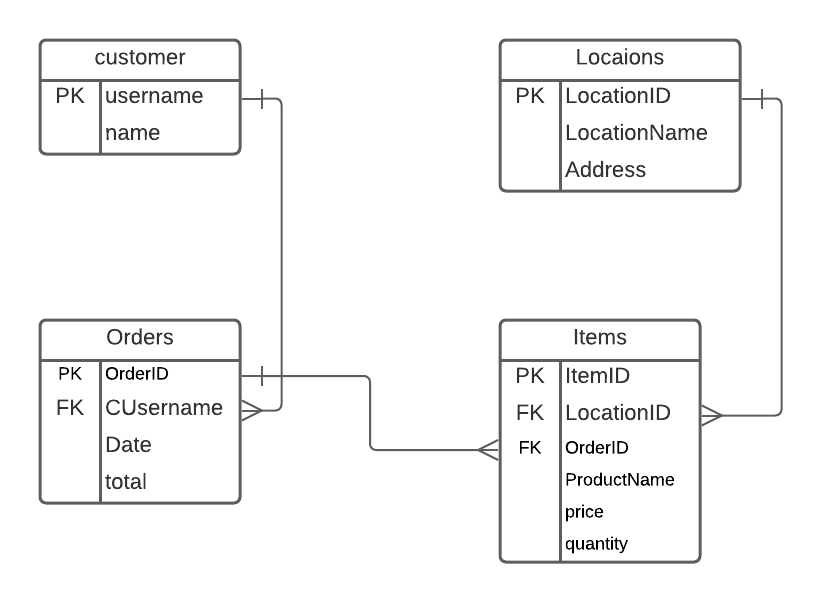 customer
PK username
name
Locaions
PK LocationID
LocationName
Address
Orders
PK OrderID
FK CUsername
Date
total
Items
PK ItemID
FK LocationID
FK OrderID
ProductName
price
quantity